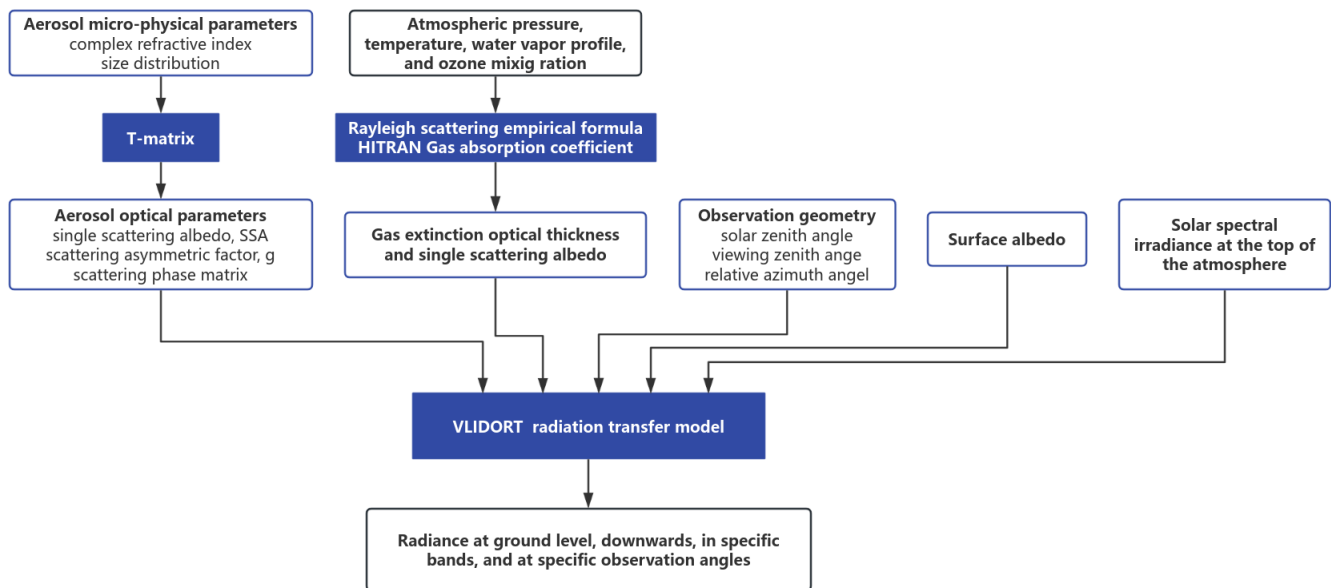 Aerosol micro-physical parameters
complex refractive index
size distribution
Atmospheric pressure,
temperature, water vapor profile,
and ozone mixig ration
T-matrix
Rayleigh scattering empirical formula
HITRAN Gas absorption coefficient
Aerosol optical parameters
single scattering albedo, SSA
scattering asymmetric factor, g
scattering phase matrix
Gas extinction optical thickness
and single scattering albedo
Observation geometry
solar zenith angle
viewing zenith ange
relative azimuth angel
Surface albedo
Solar spectral
irradiance at the top of
the atmosphere
VLIDORT radiation transfer model
Radiance at ground level, downwards, in specific
bands, and at specific observation angles